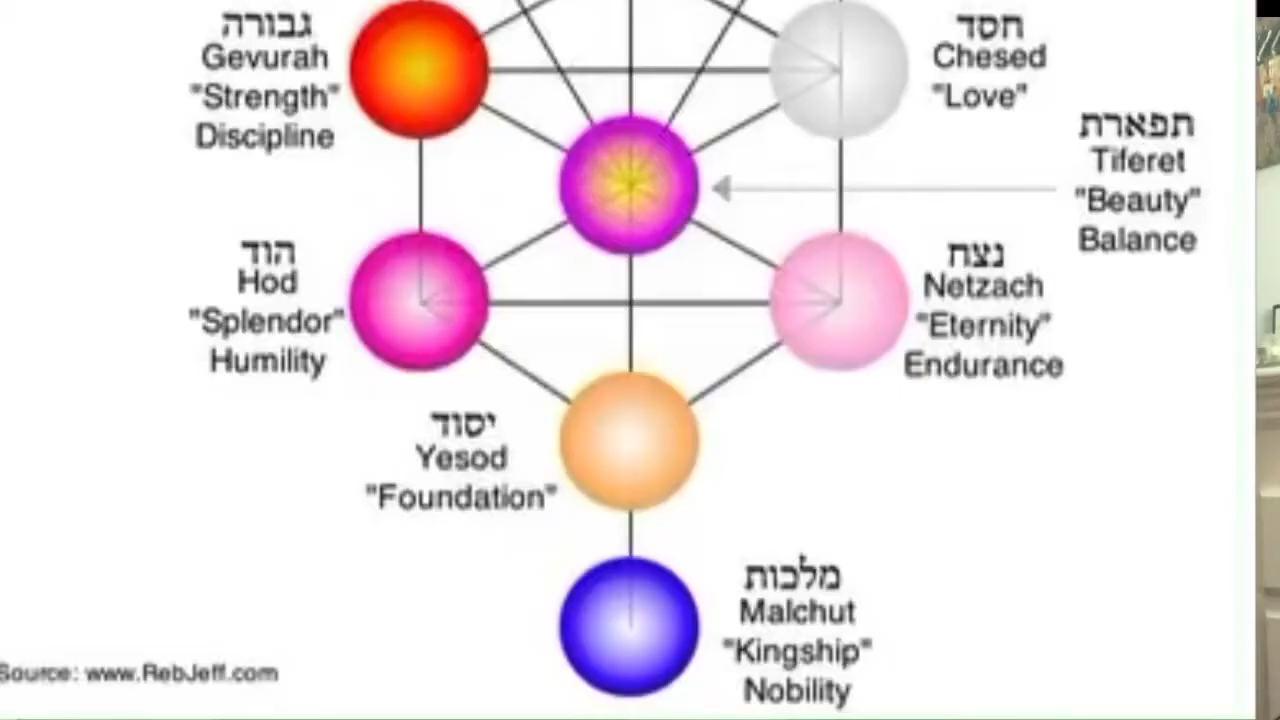 גבורה
Gevurah
"Strength"
Discipline
חסד
Chesed
"Love"
תפארת
Tiferet
"Beauty"
Balance
הוד
Hod
"Splendor"
Humility
נצח
Netzach
"Eternity"
Endurance
יסוד
Yesod
"Foundation"
מלכות
Malchut
"Kingship"
Nobility
Source: www.RebJeff.com